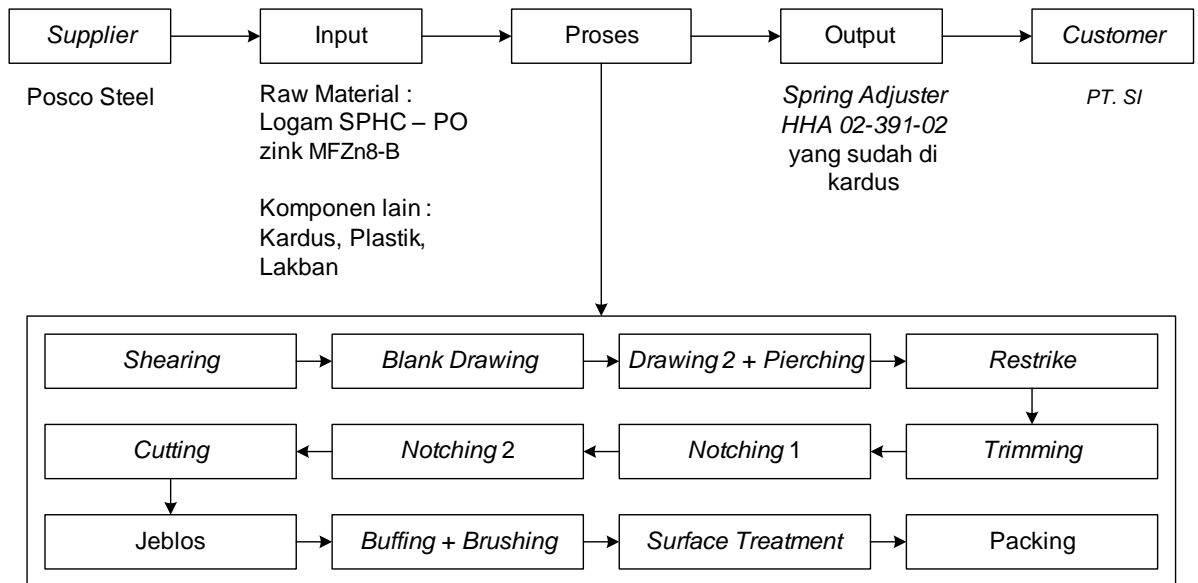 Supplier
Input
Proses
Output
Customer
Posco Steel
Raw Material :
Logam SPHC – PO
zink MFZn8-B
Komponen lain :
Kardus, Plastik,
Lakban
Spring Adjuster
HHA 02-391-02
yang sudah di
kardus
PT. SI
Shearing
Blank Drawing
Drawing 2 + Pierching
Restrike
Cutting
Notching 2
Notching 1
Trimming
Jeblos
Buffing + Brushing
Surface Treatment
Packing